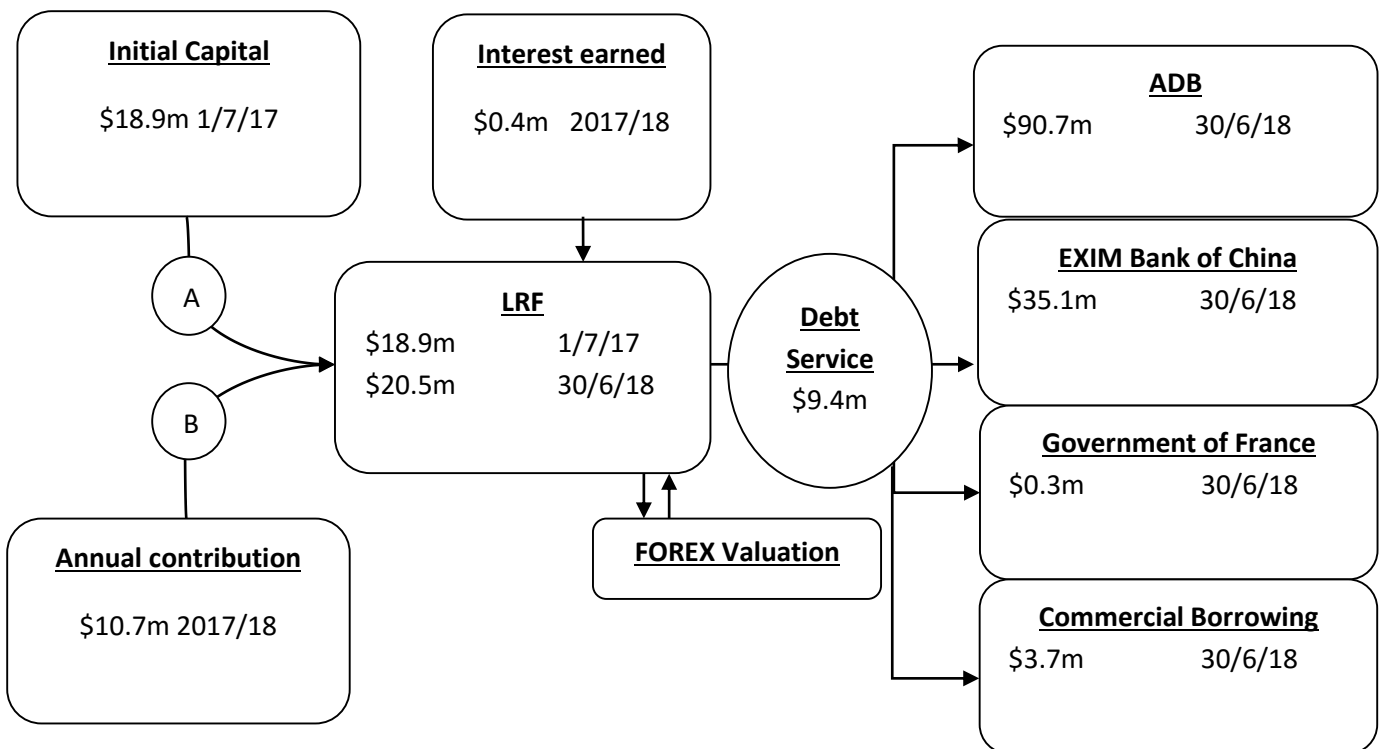 Initial Capital
$18.9m 1/7/17
Interest earned
$0.4m 2017/18
ADB
$90.7m 30/6/18
A
LRF
$18.9m 1/7/17
$20.5m 30/6/18
Debt
Service
$9.4m
EXIM Bank of China
$35.1m 30/6/18
B
Annual contribution
$10.7m 2017/18
FOREX Valuation
Government of France
$0.3m 30/6/18
Commercial Borrowing
$3.7m 30/6/18